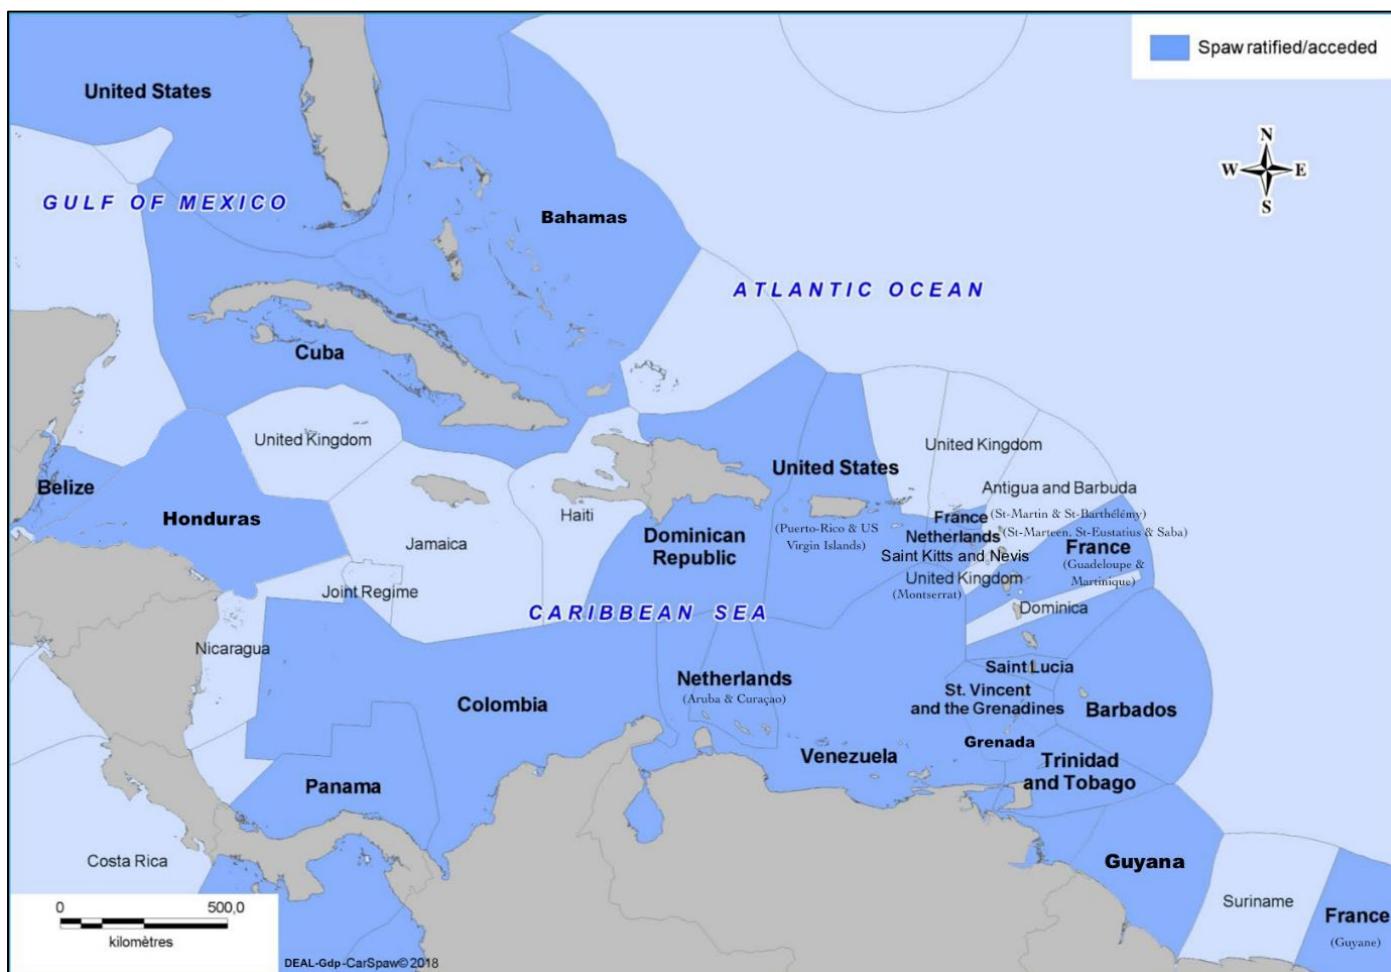 Spaw ratified/acceded
United States
N
W E
S
GULF OF MEXICO
Bahamas
ATLANTIC OCEAN
Cuba
United Kingdom
United Kingdom
United States
Belize
Antigua and Barbuda
Honduras
Haiti
(St-Martin & St-Barthélémy)
France
(Puerto-Rico & US
Virgin Islands)
Dominican
Republic
Netlherlands
(St-Marteen, St-Eustatius & Saba)
Jamaica
France
Saint Kitts and Nevis
(Guadeloupe &
Martinique)
United Kingdom
(Montserrat)
Joint Regime
CARIBBEAN SEA
Dominica
Nicaragua
Saint Lucia
Netherlands
(Aruba & Curaçao)
St. Vincent
and the Grenadines
Colombia
Barbados
Grenada
Venezuela
Trinidad
and Tobago
Panama
Costa Rica
Guyana
Suriname
France
(Guyane)
0 500,0
kilomètres
DEAL-Gdp-CarSpaw© 2018